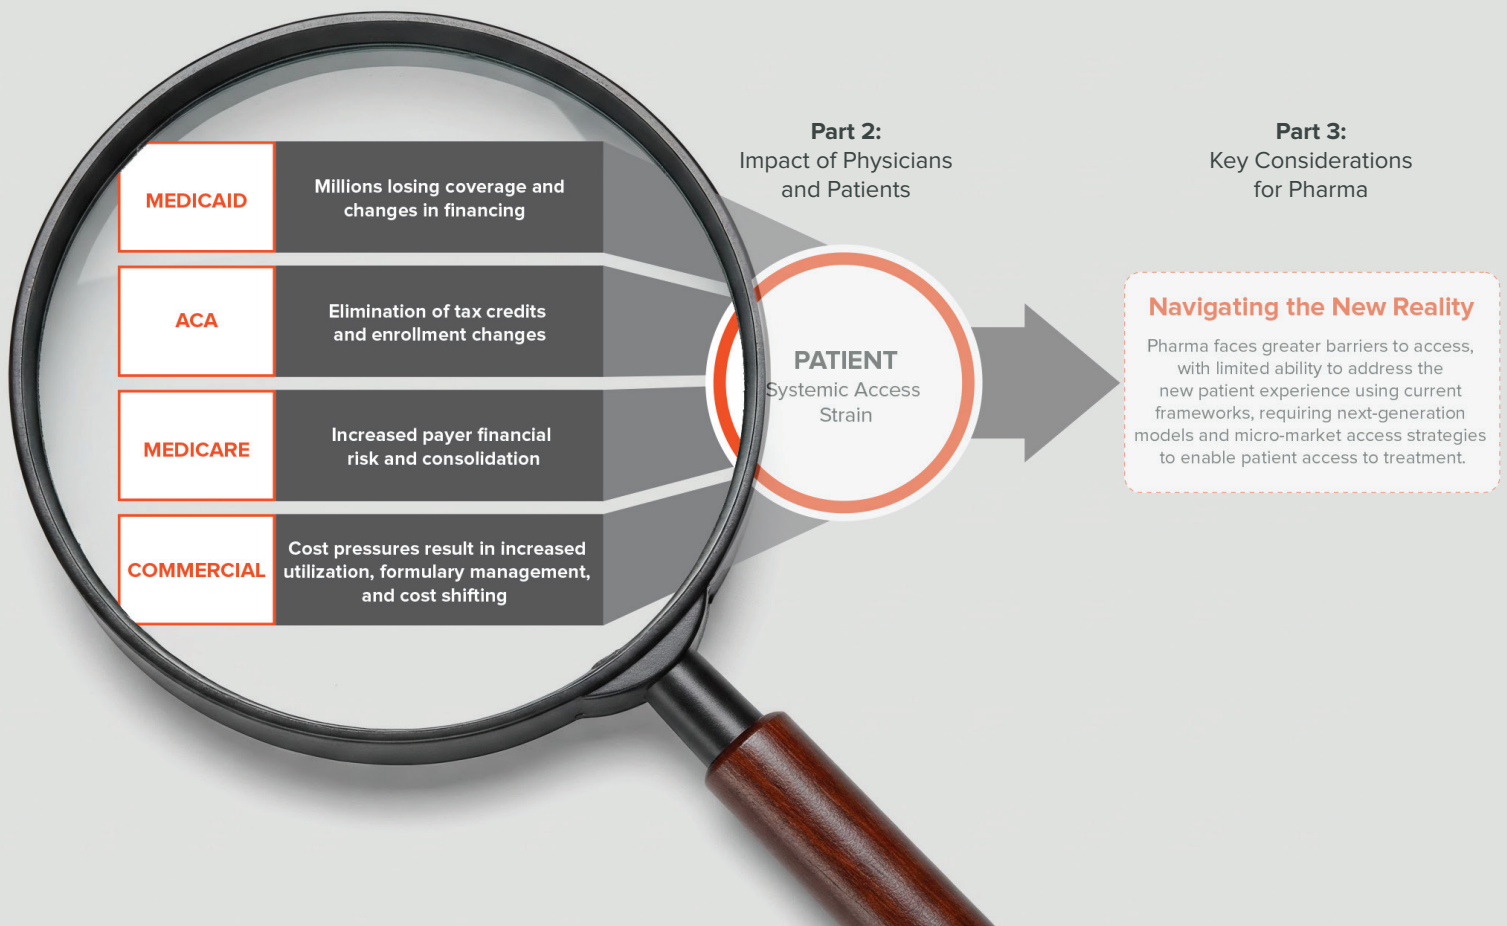 MEDICAID
Millions losing coverage and
changes in financing
ACA
Elimination of tax credits
and enrollment changes
MEDICARE
Increased payer financial
risk and consolidation
COMMERCIAL
Cost pressures result in increased
utilization, formulary management,
and cost shifting
Part 2:
Impact of Physicians
and Patients
PATIENT
Systemic Access
Strain
Part 3:
Key Considerations
for Pharma
Navigating the New Reality
Pharma faces greater barriers to access,
with limited ability to address the
new patient experience using current
frameworks, requiring next-generation
models and micro-market access strategies
to enable patient access to treatment.